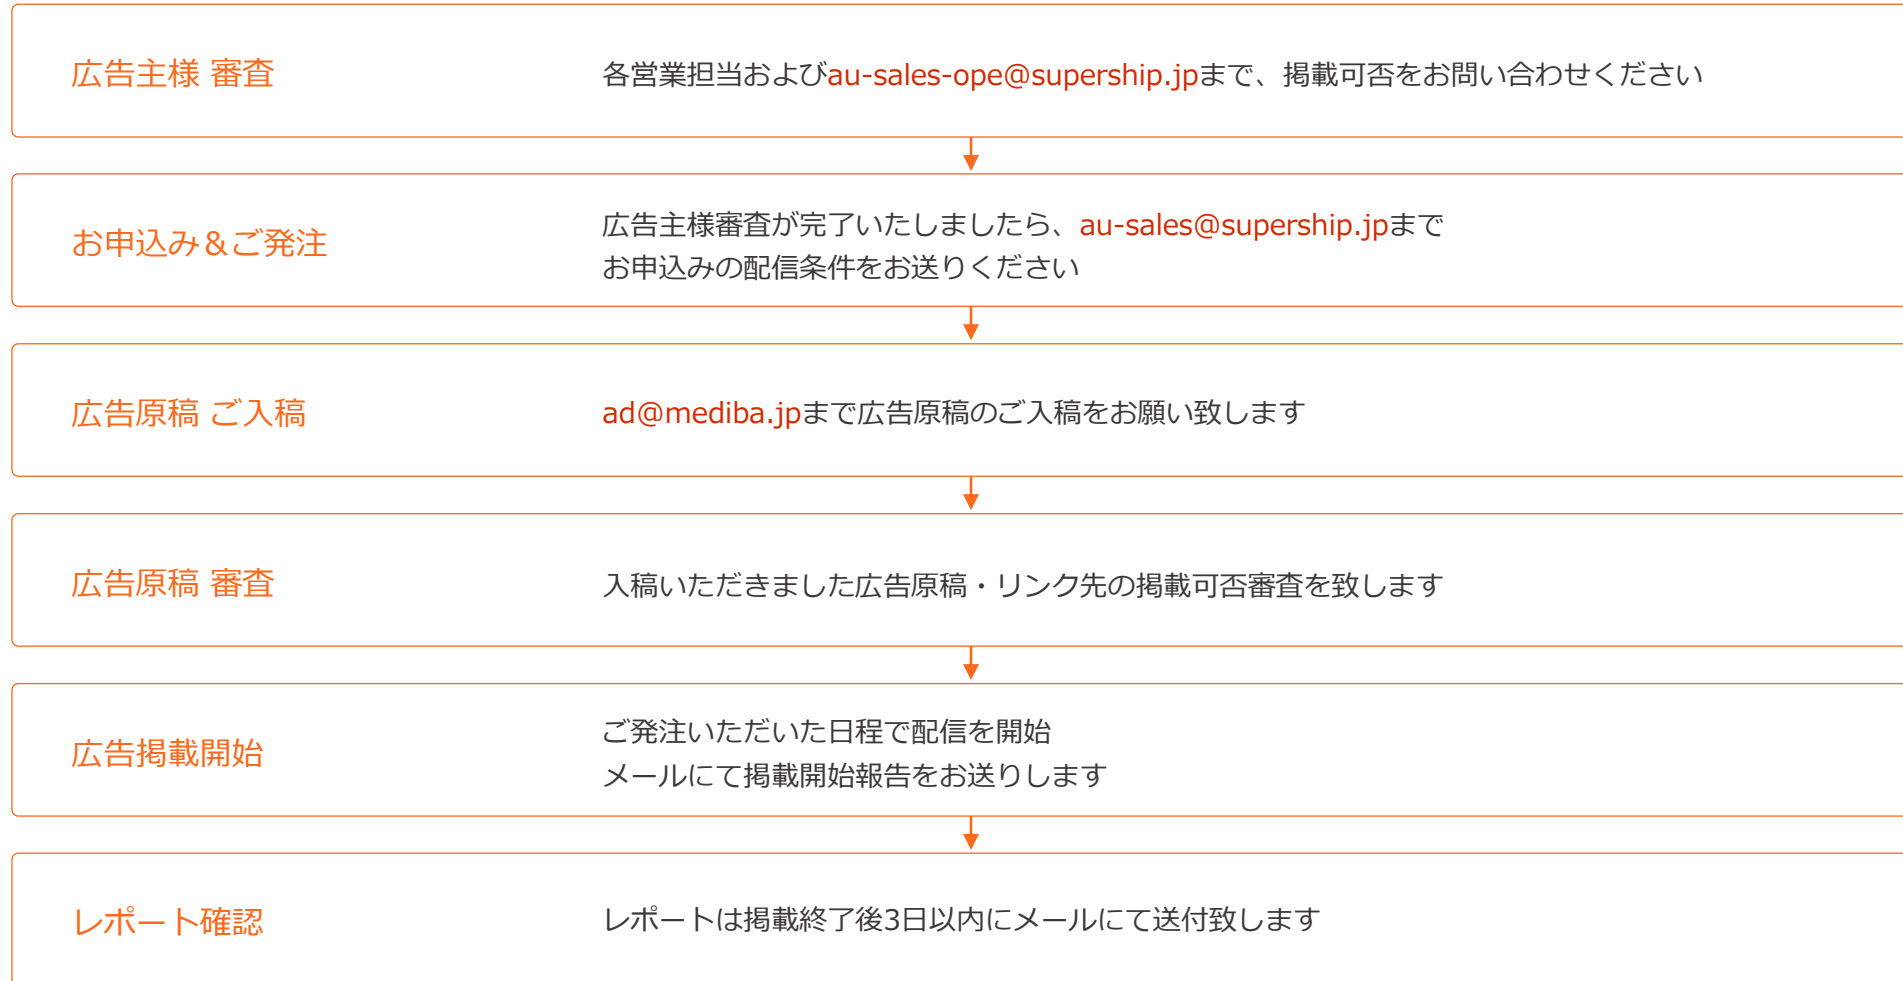 広告主様 審査
各営業担当およびau-sales-ope@supership.jpまで、掲載可否をお問い合わせください
お申込み＆ご発注
広告主様審査が完了いたしましたら、au-sales@supership.jpまで
お申込みの配信条件をお送りください
広告原稿 ご入稿
ad@mediba.jpまで広告原稿のご入稿をお願い致します
広告原稿 審査
入稿いただきました広告原稿・リンク先の掲載可否審査を致します
広告掲載開始
ご発注いただいた日程で配信を開始
メールにて掲載開始報告をお送りします
レポート確認
レポートは掲載終了後3日以内にメールにて送付致します